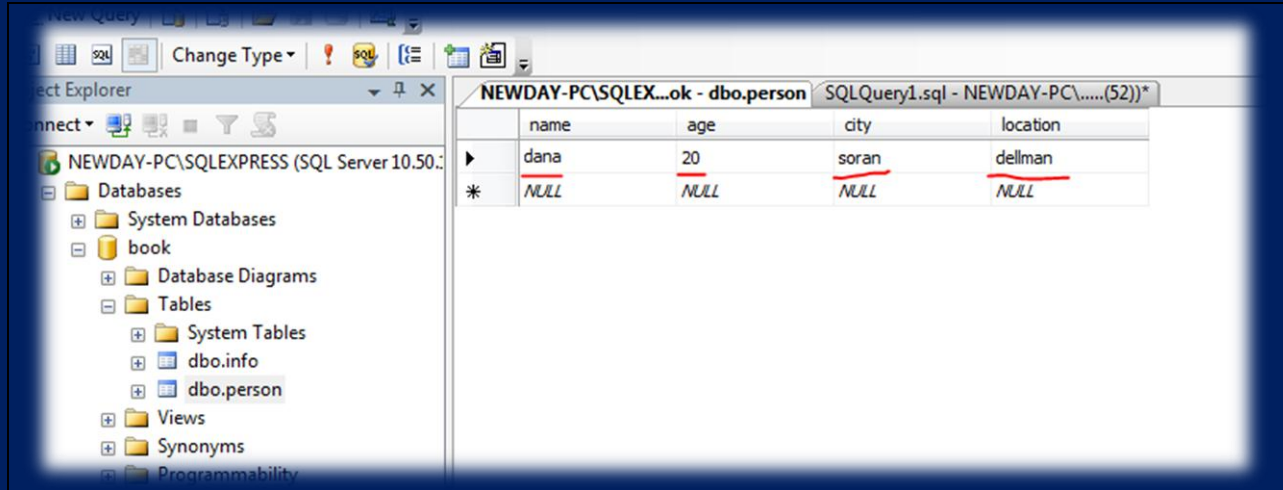 New Query
Change Type
ject Explorer
nnect
NEWDAY-PC\SQLEXPRESS (SQL Server 10.50.:
Databases
System Databases
book
Database Diagrams
Tables
System Tables
dbo.info
dbo.person
Views
Synonyms
Programmability
NEWDAY-PC\SQLEX...ok - dbo.person SQLQuery1.sql - NEWDAY-PC\.....(52))*
name age city location
dana 20 soran dellman
NULL NULL NULL NULL